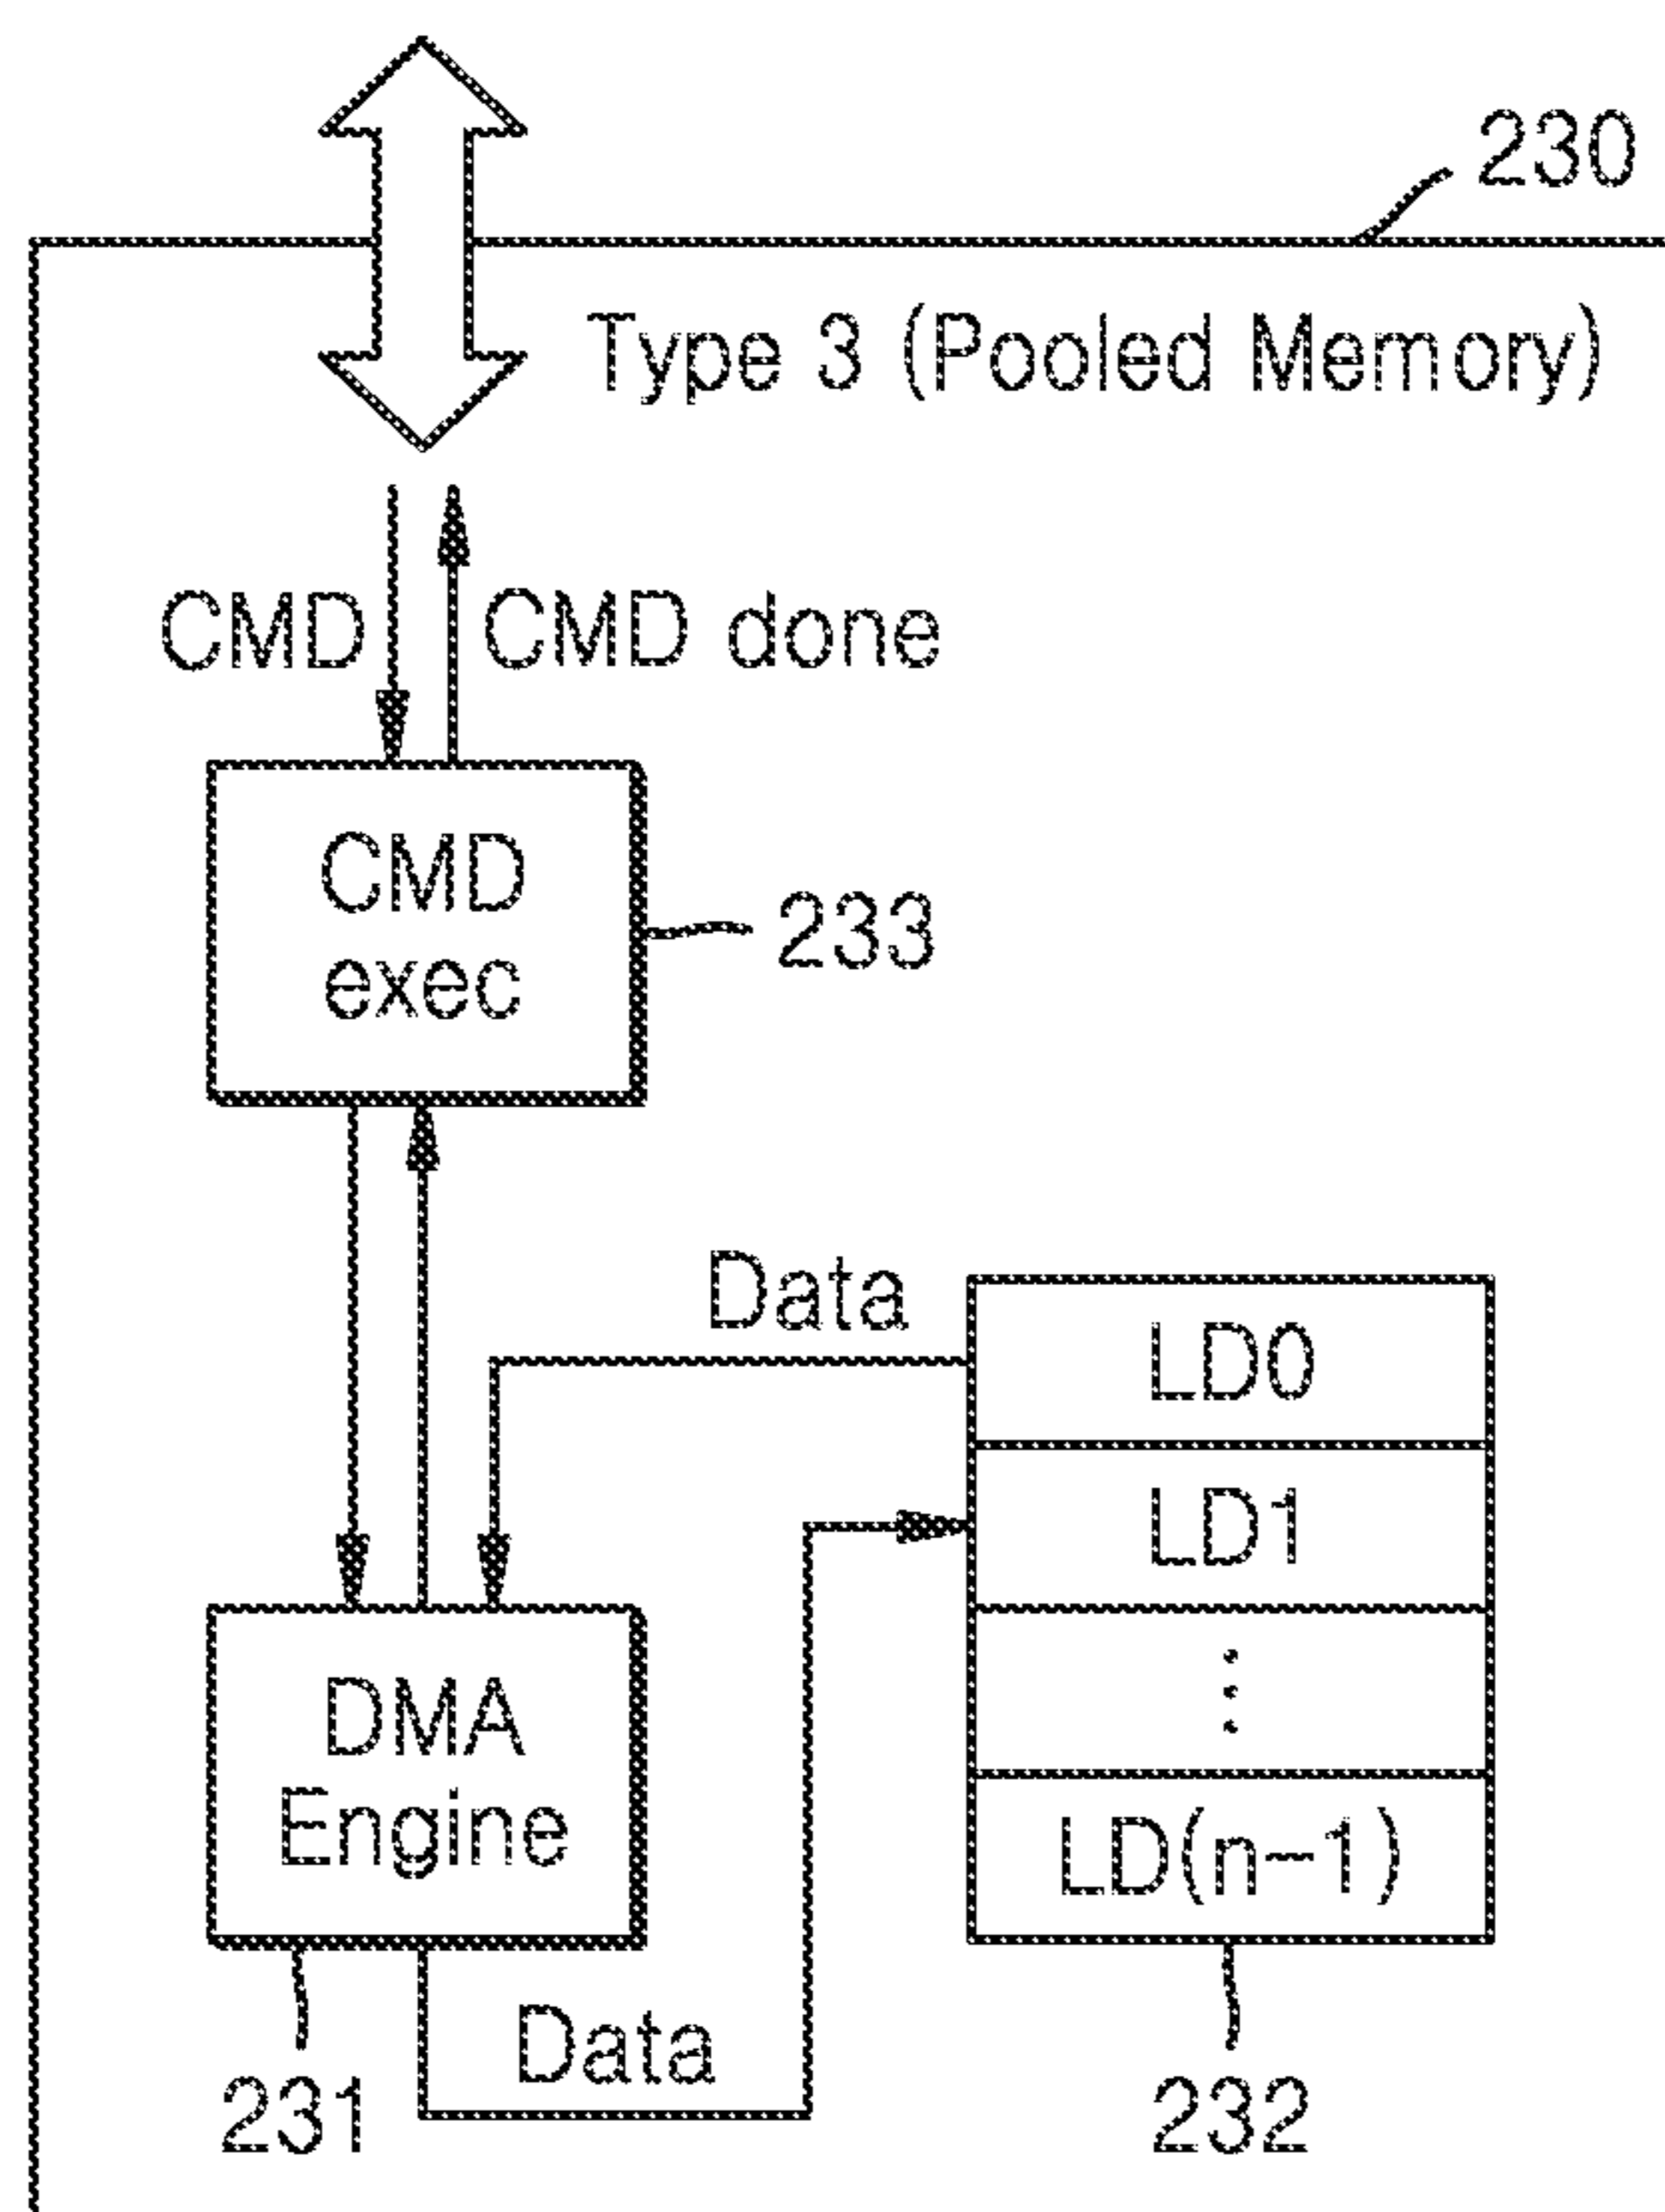 230
Type 3 (Pooled Memory)
CMD
CMD done
CMD
exec
233
Data
LD0
LD1
⋮
LD(n-1)
DMA
Engine
Data
231
232